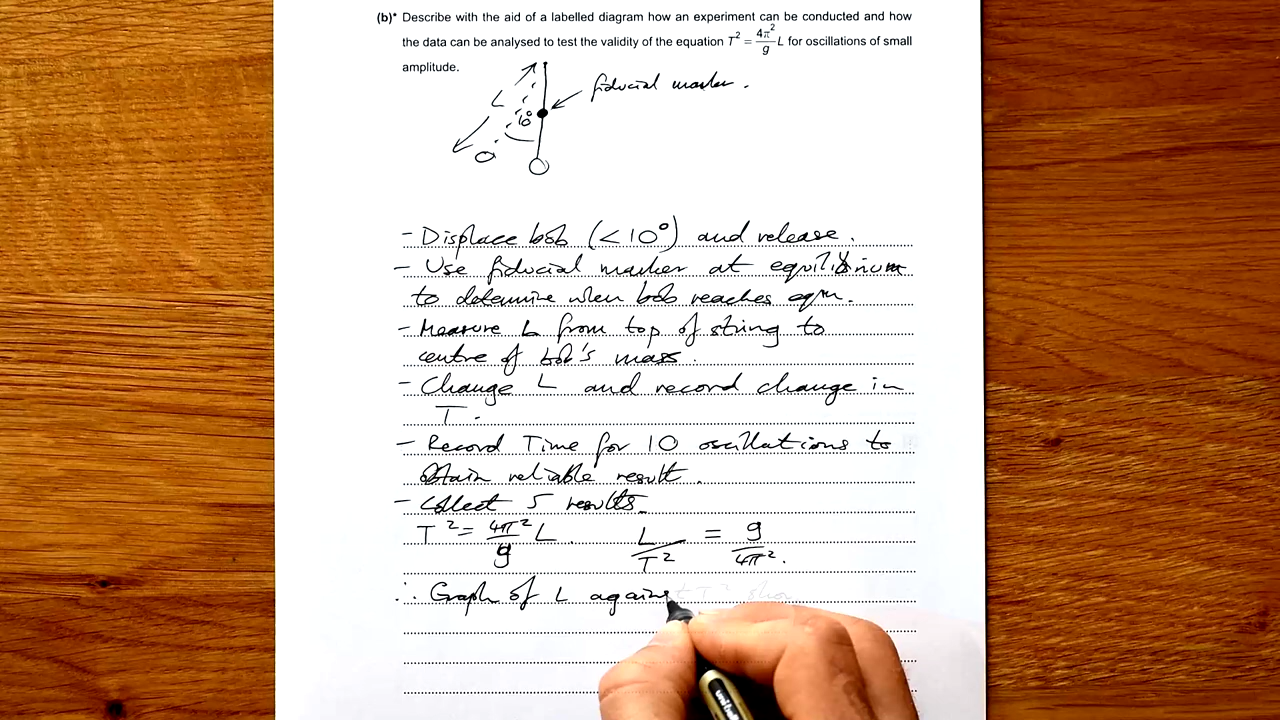 (b)* Describe with the aid of a labelled diagram how an experiment can be conducted and how
the data can be analysed to test the validity of the equation T² = 4π²/g L for oscillations of small
amplitude.
fiducial marker.
L
10°
- Displace bob (<10°) and release.
- Use fiducial marker at equilibrium
to determine when bob reaches eqm.
- Measure L from top of string to
centre of bob's mass.
- Change L and record change in
T.
- Record Time for 10 oscillations to
obtain reliable result.
- Collect 5 results.
T² = 4π²/g L. L/T² = g/4π².
∴ Graph of L against T² sho